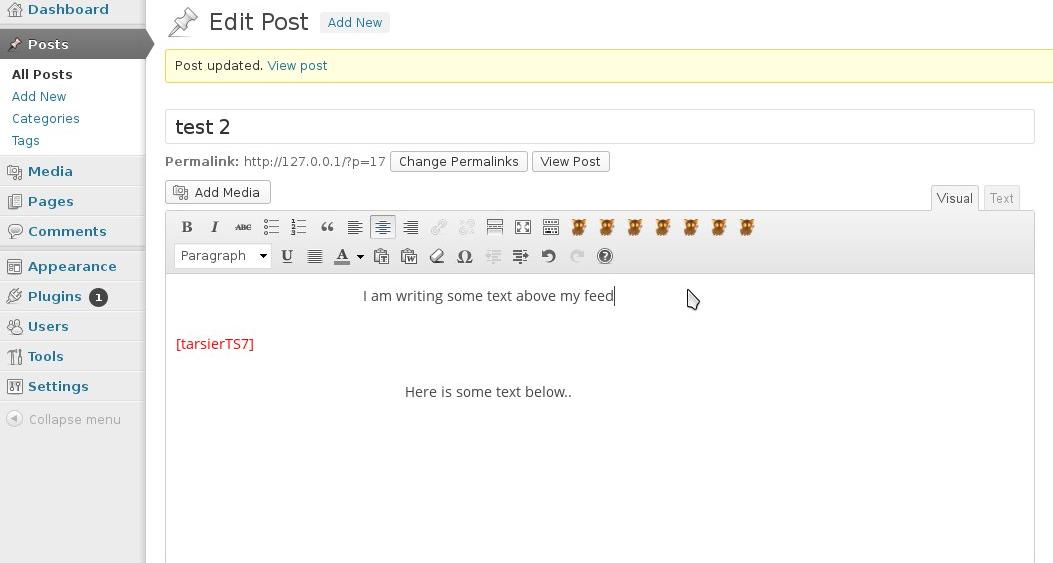 Dashboard
Posts
All Posts
Add New
Categories
Tags
Media
Pages
Comments
Appearance
Plugins 1
Users
Tools
Settings
Collapse menu
Edit Post Add New
Post updated. View post
test 2
Permalink: http://127.0.0.1/?p=17 Change Permalinks View Post
Add Media
Visual Text
B I ABC
Paragraph U A Ω ?
I am writing some text above my feed
[tarsierTS7]
Here is some text below..